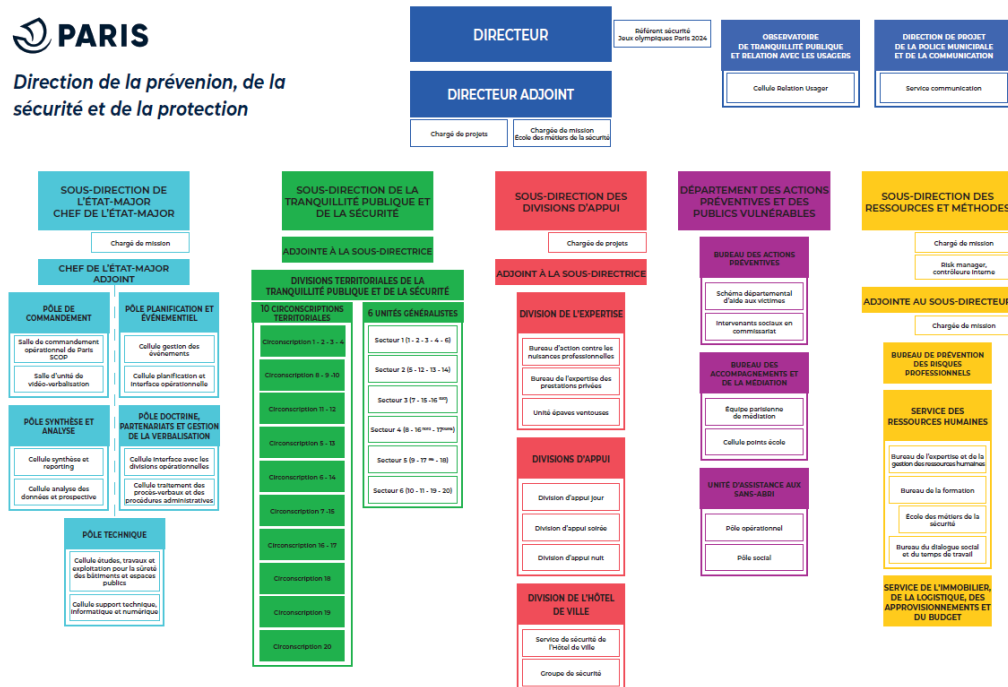 PARIS
Direction de la prévenion, de la
sécurité et de la protection
DIRECTEUR
Référent sécurité
Jeux olympiques Paris 2024
DIRECTEUR ADJOINT
Chargé de projets
Chargée de mission
École des métiers de la sécurité
OBSERVATOIRE
DE TRANQUILITÉ PUBLIQUE
ET RELATION AVEC LES USAGERS
Cellule Relation Usager
DIRECTION DE PROJET
DE LA POLICE MUNICIPALE
ET DE LA COMMUNICATION
Service communication
SOUS-DIRECTION DE
L'ÉTAT-MAJOR
CHEF DE L'ÉTAT-MAJOR
Chargé de mission
CHEF DE L'ÉTAT-MAJOR
ADJOINT
PÔLE DE
COMMANDEMENT
Salle de commandement
opérationnel de Paris
SCOP
Salle d'unité de
vidéo-verbalisation
PÔLE PLANIFICATION ET
ÉVÉNEMENTIEL
Cellule gestion des
événements
Cellule planification et
interface opérationnelle
PÔLE SYNTHÈSE ET
ANALYSE
Cellule synthèse et
reporting
Cellule analyse des
données et prospective
PÔLE DOCTRINE,
PARTENARIATS ET GESTION
DE LA VERBALISATION
Cellule interface avec les
divisions opérationnelles
Cellule traitement des
procès-verbaux et des
procédures administratives
PÔLE TECHNIQUE
Cellule études, travaux et
exploitation pour la sûreté
des bâtiments et espaces
publics
Cellule support technique,
informatique et numérique
SOUS-DIRECTION DE LA
TRANQUILLITÉ PUBLIQUE ET
DE LA SÉCURITÉ
ADJOINTE À LA SOUS-DIRECTRICE
DIVISIONS TERRITORIALES DE LA
TRANQUILITÉ PUBLIQUE ET DE LA SÉCURITÉ
10 CIRCONSCRIPTIONS
TERRITORIALES
Circonscription 1 - 2 - 3 - 4
Circonscription 8 - 9 -10
Circonscription 11 - 12
Circonscription 5 - 13
Circonscription 6 - 14
Circonscription 7 -15
Circonscription 16 - 17
Circonscription 18
Circonscription 19
Circonscription 20
6 UNITÉS GÉNÉRALISTES
Secteur 1 (1 - 2 - 3 - 4 - 6)
Secteur 2 (5 - 12 - 13 - 14)
Secteur 3 (7 - 15 -16
Secteur 4 (8 - 16 - 17
Secteur 5 (9 - 17 - 18)
Secteur 6 (10 - 11 - 19 - 20)
SOUS-DIRECTION DES
DIVISIONS D'APPUI
Chargée de projets
ADJOINT À LA SOUS-DIRECTRICE
DIVISION DE L'EXPERTISE
Bureau d'action contre les
nuisances professionnelles
Bureau de l'expertise des
prestations privées
Unité épaves ventouses
DIVISIONS D'APPUI
Division d'appui jour
Division d'appui soirée
Division d'appui nuit
DIVISION DE L'HÔTEL
DE VILLE
Service de sécurité de
l'Hôtel de Ville
Groupe de sécurité
DÉPARTEMENT DES ACTIONS
PRÉVENTIVES ET DES
PUBLICS VULNÉRABLES
BUREAU DES ACTIONS
PRÉVENTIVES
Schéma départemental
d'aide aux victimes
Intervenants sociaux en
commissariat
BUREAU DES
ACCOMPAGNEMENTS ET
DE LA MÉDIATION
Équipe parisienne
de médiation
Cellule points école
UNITÉ D'ASSISTANCE AUX
SANS-ABRI
Pôle opérationnel
Pôle social
SOUS-DIRECTION DES
RESSOURCES ET MÉTHODES
Chargé de mission
Risk manager,
contrôleure interne
ADJOINTE AU SOUS-DIRECTEUR
Chargée de mission
BUREAU DE PRÉVENTION
DES RISQUES
PROFESSIONNELS
SERVICE DES
RESSOURCES HUMAINES
Bureau de l'expertise et de la
gestion des ressources humaines
Bureau de la formation
École des métiers de la
sécurité
Bureau du dialogue social
et du temps de travail
SERVICE DE L'IMMOBILIER,
DE LA LOGISTIQUE, DES
APPROVISIONNEMENTS ET
DU BUDGET